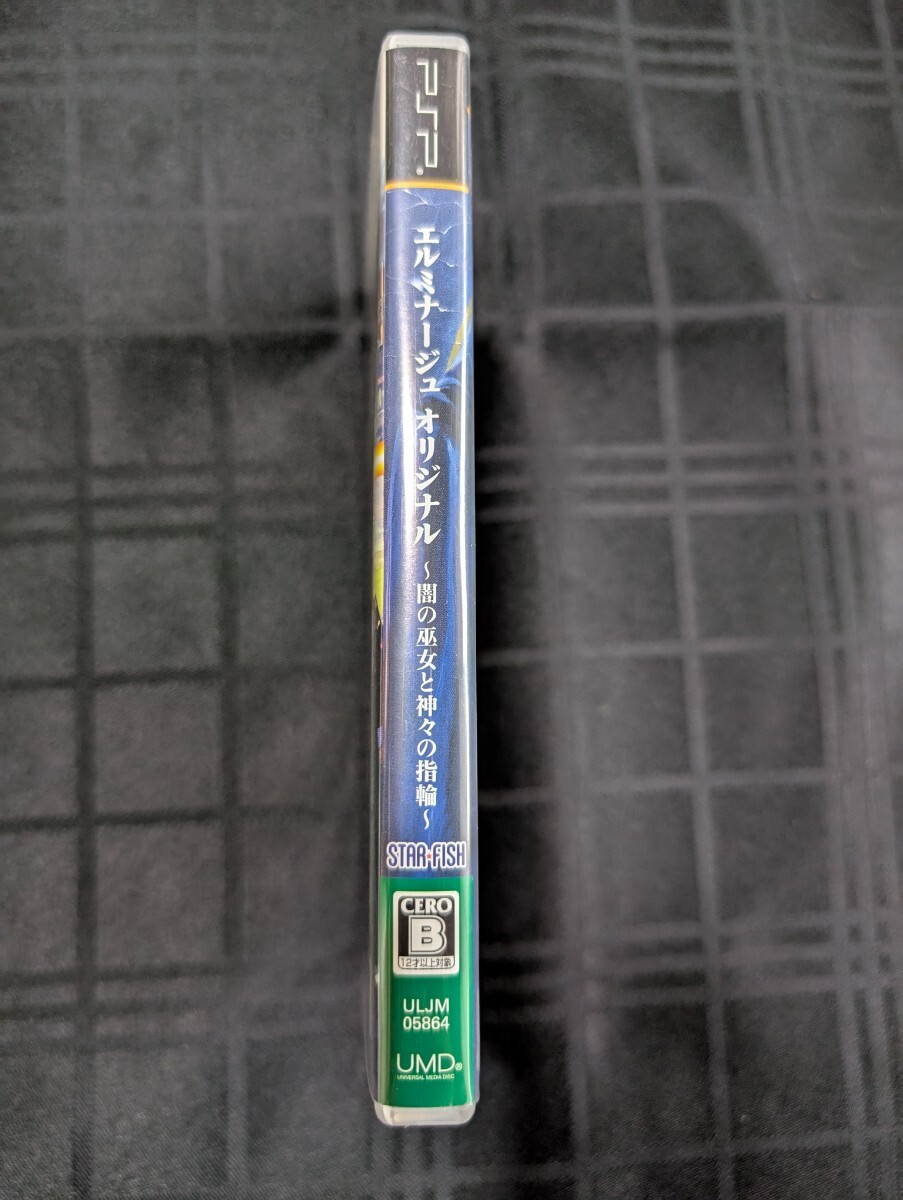 PSP®
エルミナージュ オリジナル
～闇の巫女と神々の指輪～
STAR★FISH
CERO
B
12才以上対象
ULJM
05864
UMD®
UNIVERSAL MEDIA DISC